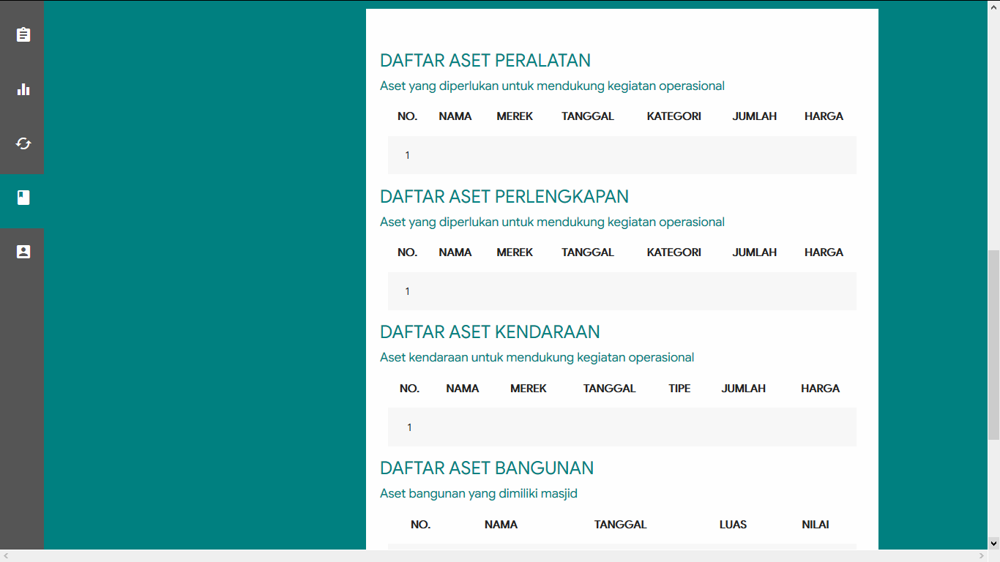 DAFTAR ASET PERALATAN
Aset yang diperlukan untuk mendukung kegiatan operasional
NO. NAMA MEREK TANGGAL KATEGORI JUMLAH HARGA
1
DAFTAR ASET PERLENGKAPAN
Aset yang diperlukan untuk mendukung kegiatan operasional
NO. NAMA MEREK TANGGAL KATEGORI JUMLAH HARGA
1
DAFTAR ASET KENDARAAN
Aset kendaraan untuk mendukung kegiatan operasional
NO. NAMA MEREK TANGGAL TIPE JUMLAH HARGA
1
DAFTAR ASET BANGUNAN
Aset bangunan yang dimiliki masjid
NO. NAMA TANGGAL LUAS NILAI